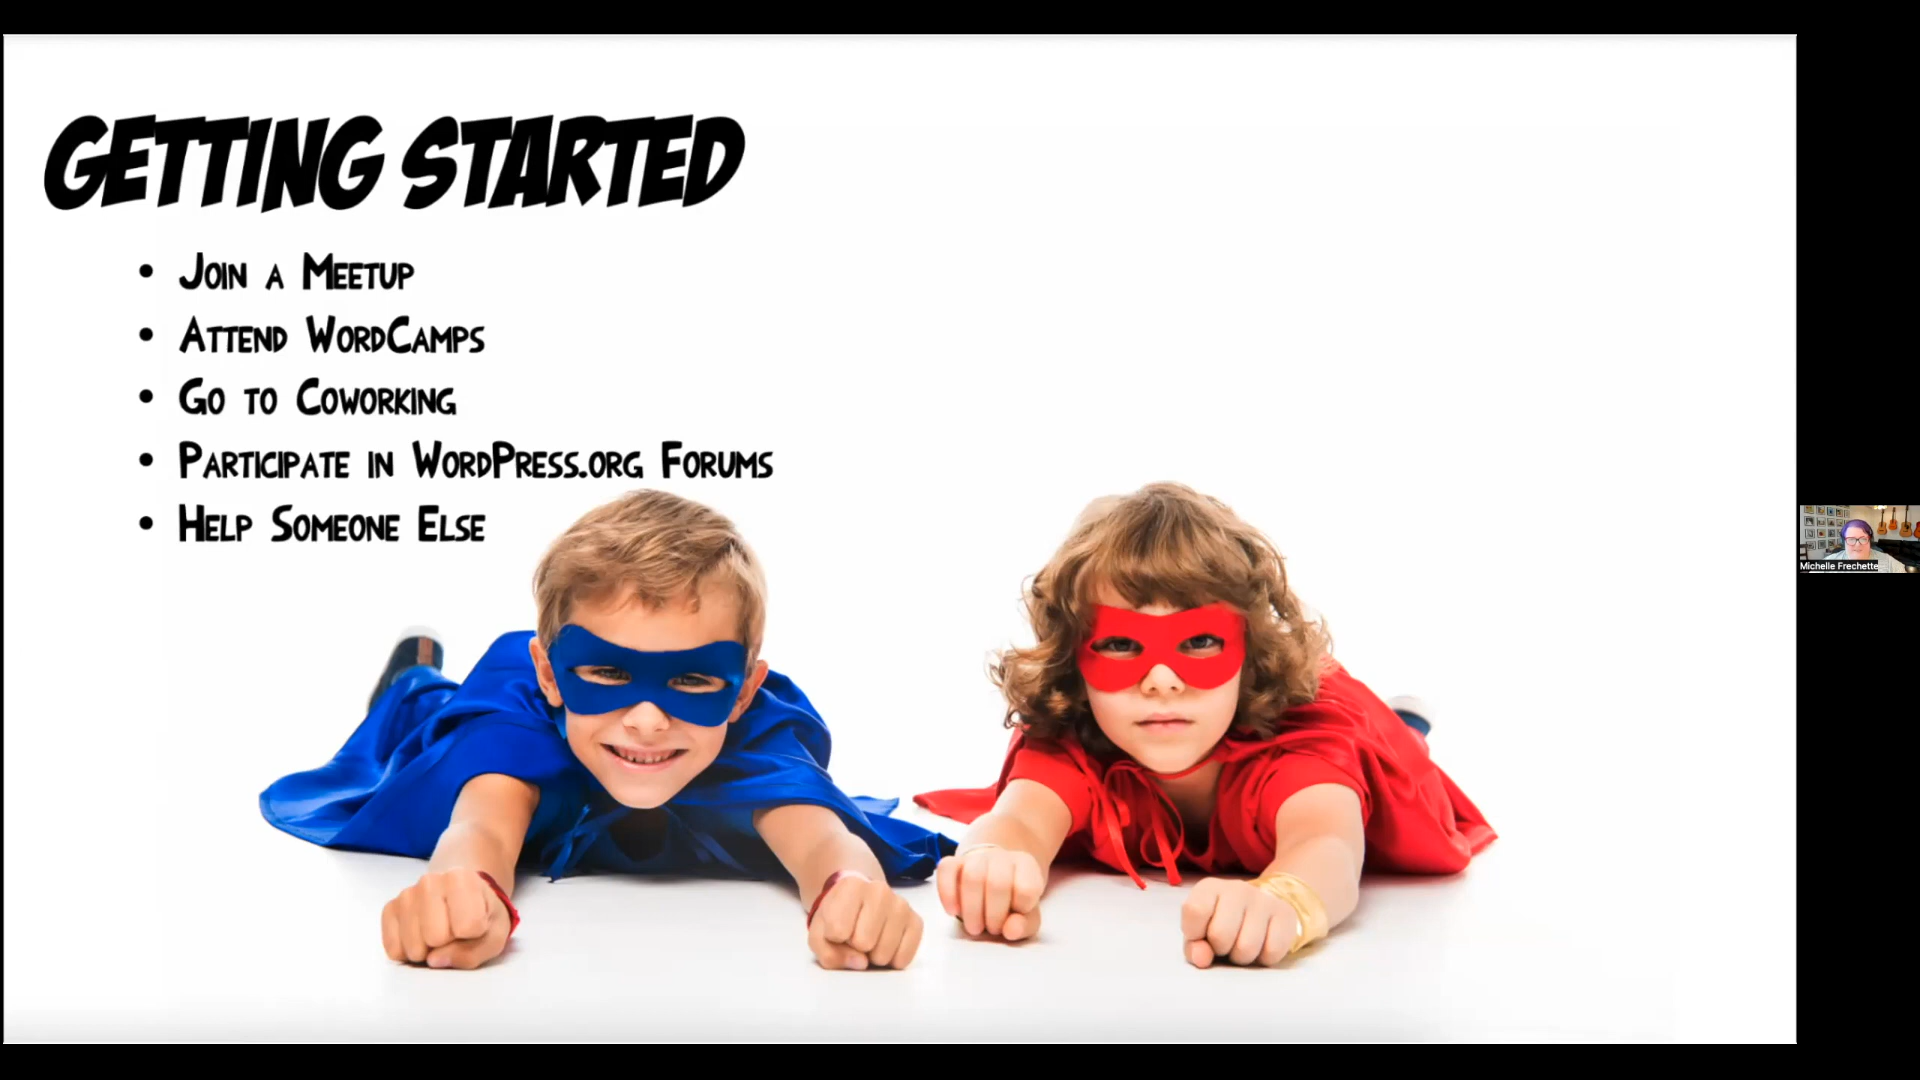 GETTING STARTED
• JOIN A MEETUP
• ATTEND WORDCAMPS
• GO TO COWORKING
• PARTICIPATE IN WORDPRESS.ORG FORUMS
• HELP SOMEONE ELSE
Michelle Frechette